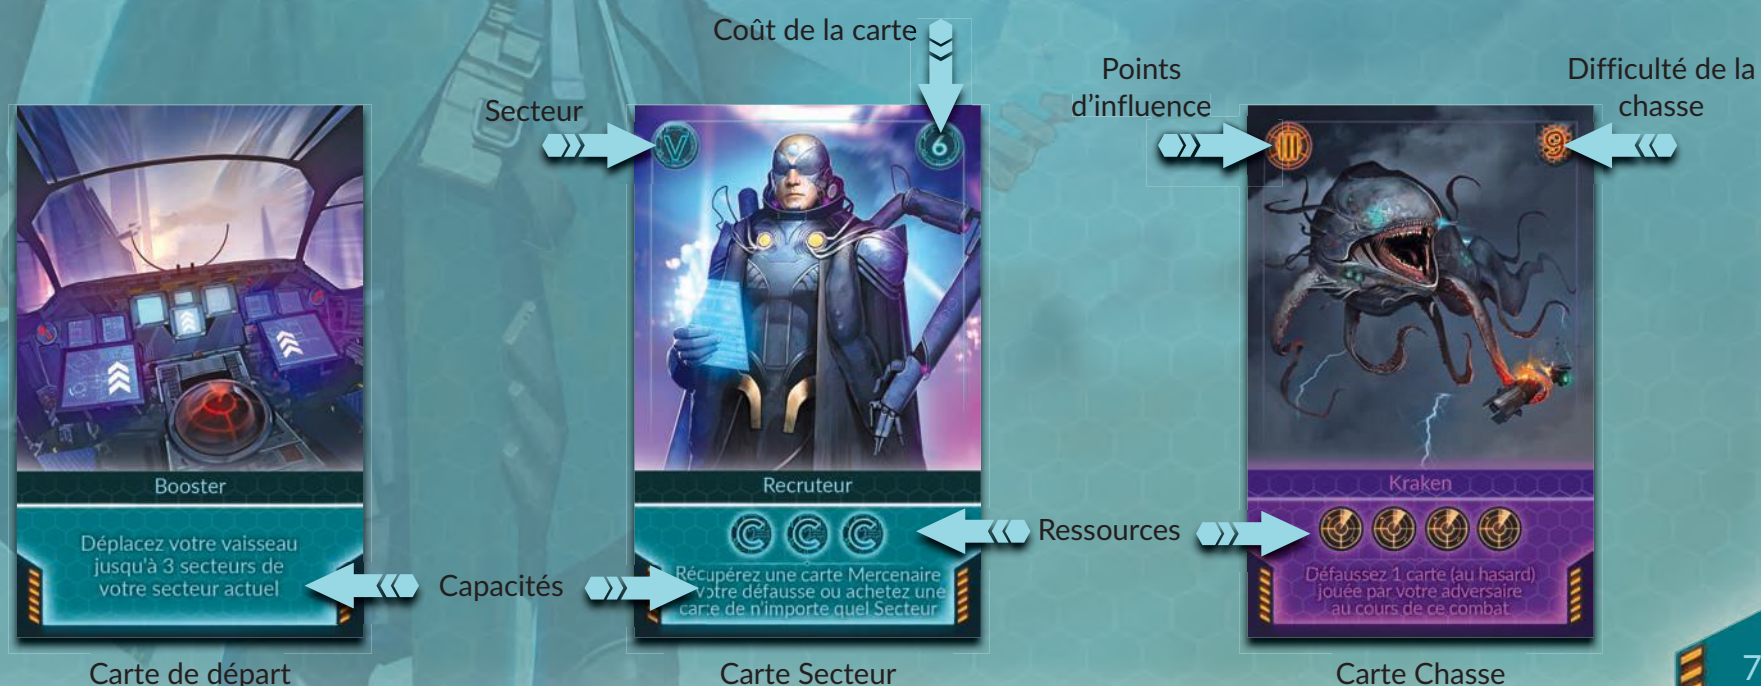 Coût de la carte
Secteur
Points
d'influence
Difficulté de la
chasse
V
6
III
9
Booster
Déplacez votre vaisseau
jusqu'à 3 secteurs de
votre secteur actuel
Capacités
Recruteur
C C C
Récupérez une carte Mercenaire
votre défausse ou achetez une
carte de n'importe quel Secteur
Ressources
Kraken
Défaussez 1 carte (au hasard)
jouée par votre adversaire
au cours de ce combat
Carte de départ
Carte Secteur
Carte Chasse
7